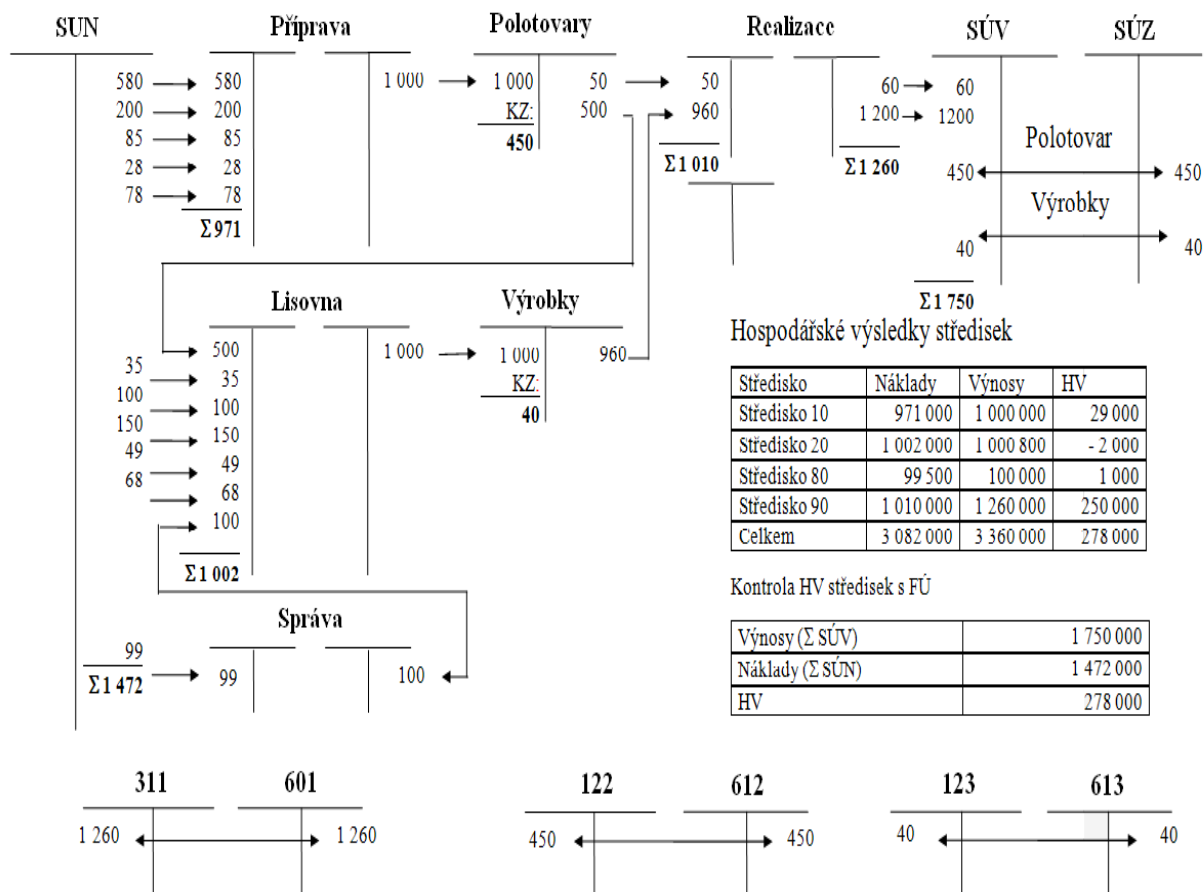 SUN Příprava Polotovary Realizace SÚV SÚZ
580 580 1 000 1 000 50 50 60 60
200 200 KZ: 500 960 1 200 1200
85 85 450 Polotovar
28 28 Σ 1 010 Σ 1 260 450 450
78 78 Výrobky
Σ 971 40 40
Σ 1 750
Lisovna Výrobky
500 1 000 1 000 960
35 35 KZ:
100 100 40
150 150
49 49
68 68
100
Σ 1 002
Správa
99 99 100
Σ 1 472
Hospodářské výsledky středisek
Středisko Náklady Výnosy HV
Středisko 10 971 000 1 000 000 29 000
Středisko 20 1 002 000 1 000 800 - 2 000
Středisko 80 99 500 100 000 1 000
Středisko 90 1 010 000 1 260 000 250 000
Celkem 3 082 000 3 360 000 278 000
Kontrola HV středisek s FÚ
Výnosy (Σ SÚV) 1 750 000
Náklady (Σ SÚN) 1 472 000
HV 278 000
311 601 122 612 123 613
1 260 1 260 450 450 40 40